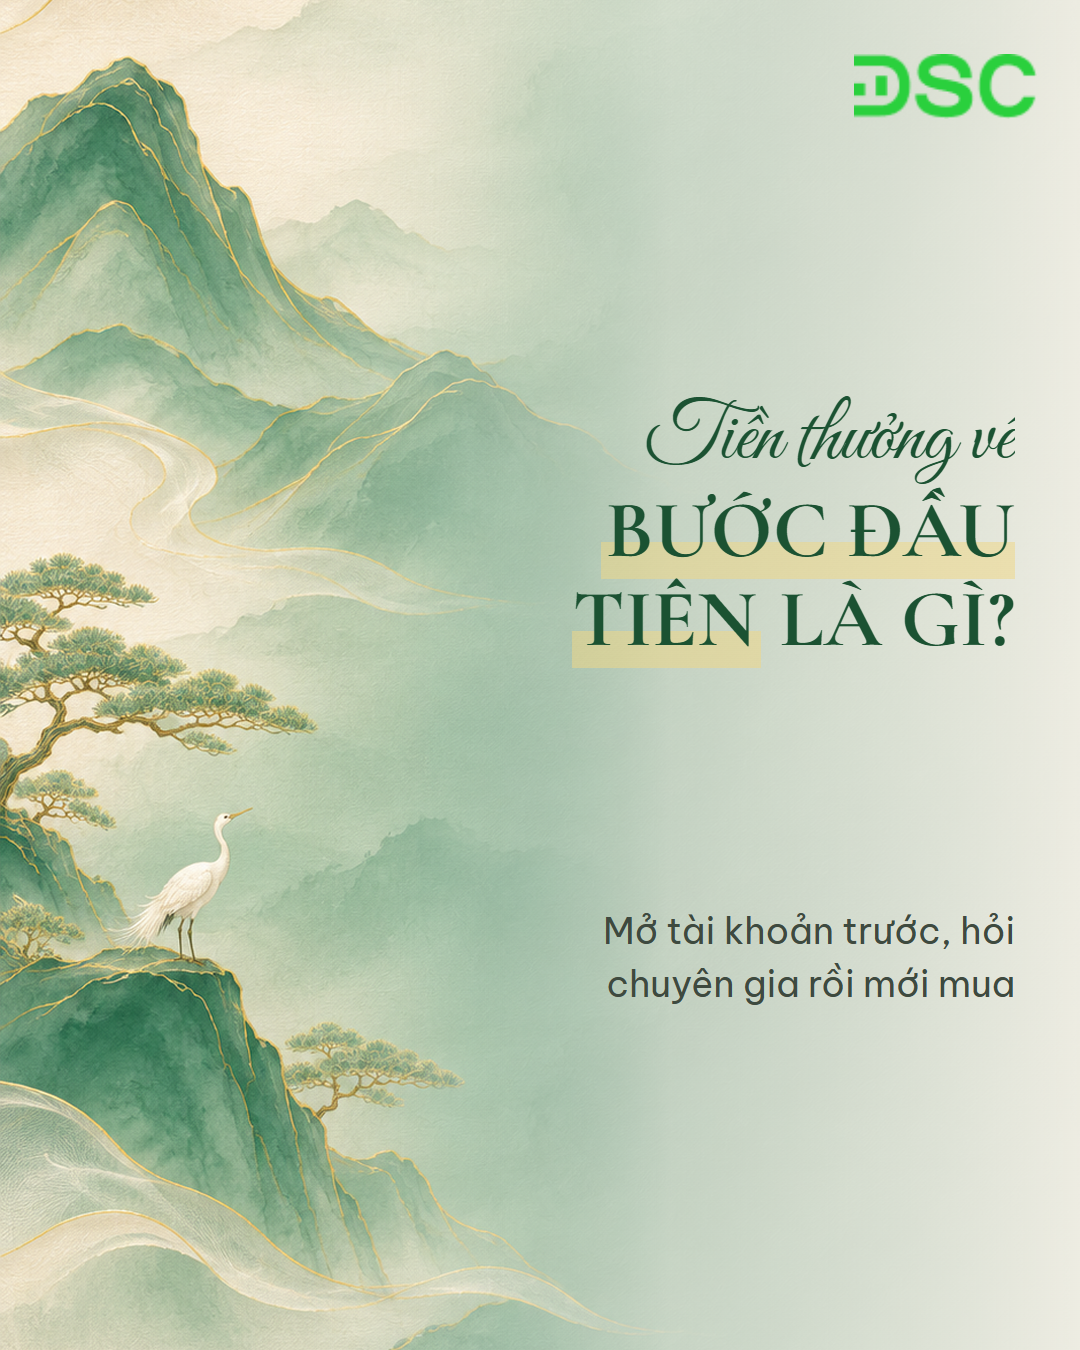 DSC
Tiền thưởng về
BƯỚC ĐẦU
TIÊN LÀ GÌ?
Mở tài khoản trước, hỏi
chuyên gia rồi mới mua